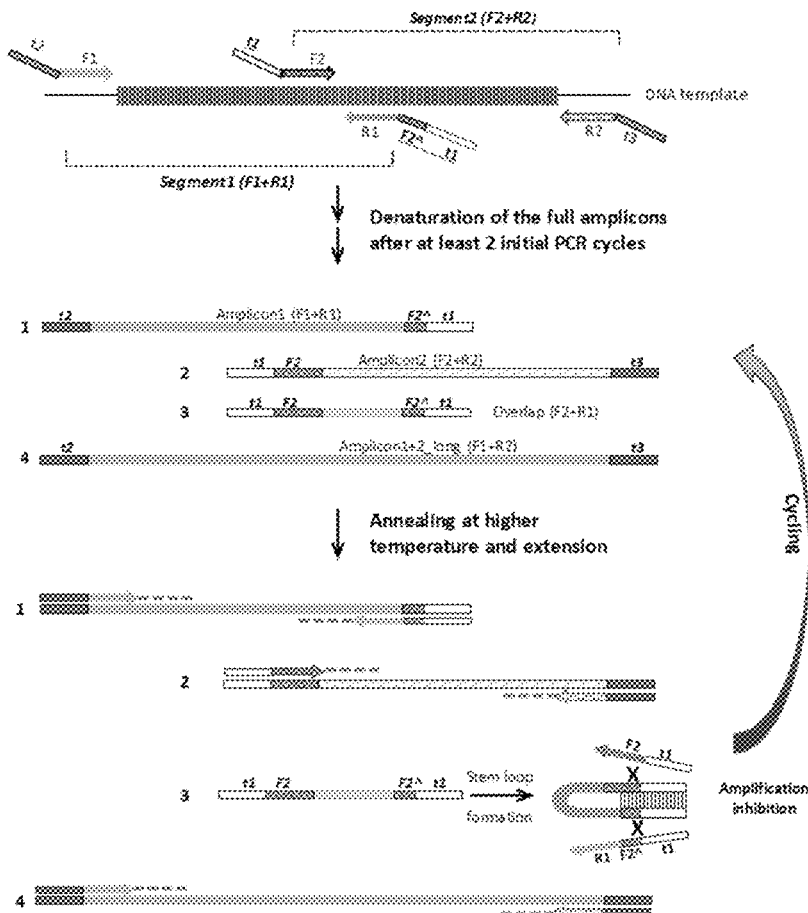 Segment2 (F2+R2)
t2 F1 t2 F2
DNA template
R1 F2^ t1 R2 t3
Segment1 (F1+R1)
Denaturation of the full amplicons
after at least 2 initial PCR cycles
1 t2 Amplicon1 (F1+R1) F2^ t1
2 t1 F2 Amplicon2 (F2+R2) t3
3 t1 F2 F2^ t1 Overlap (F2+R1)
4 t2 Amplicon1+2_long (F1+R2) t3
Annealing at higher
temperature and extension
Cycling
1
2
3 t1 F2 F2^ t1
Stem loop
formation
F2 t1
X
X
R1 F2^ t1
Amplification
inhibition
4